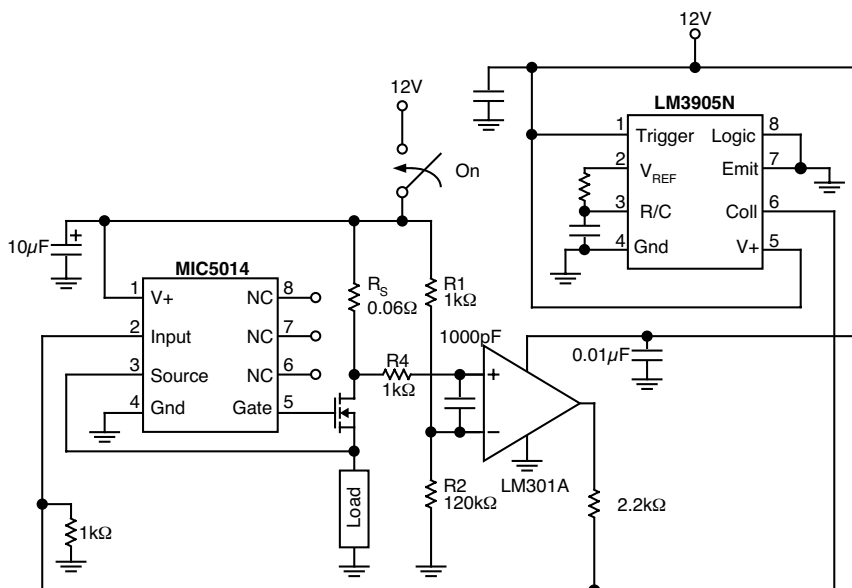 12V
LM3905N
1 Trigger Logic 8
2 VREF Emit 7
3 R/C Coll 6
4 Gnd V+ 5
12V
On
10µF +
MIC5014
1 V+ NC 8
2 Input NC 7
3 Source NC 6
4 Gnd Gate 5
RS
0.06Ω
R1
1kΩ
1000pF
R4
1kΩ
+
−
LM301A
0.01µF
R2
120kΩ
Load
2.2kΩ
1kΩ